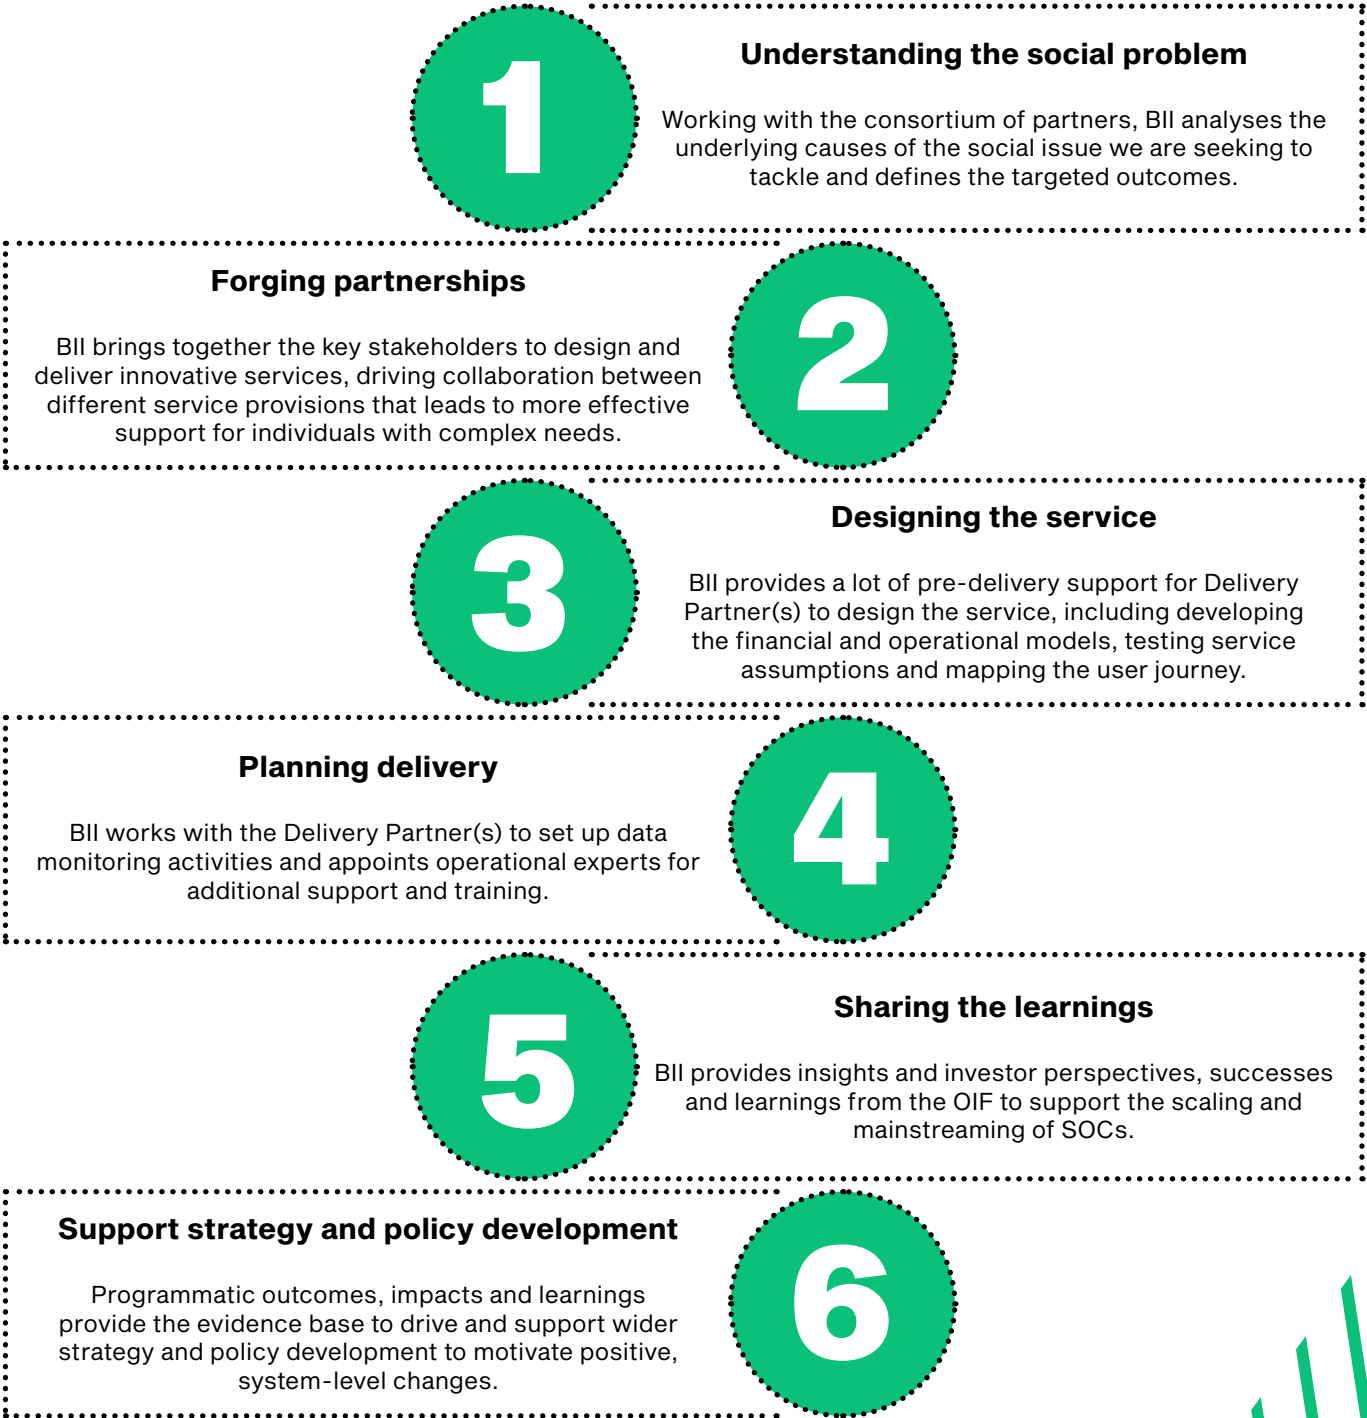 1
Understanding the social problem
Working with the consortium of partners, BII analyses the
underlying causes of the social issue we are seeking to
tackle and defines the targeted outcomes.
2
Forging partnerships
BII brings together the key stakeholders to design and
deliver innovative services, driving collaboration between
different service provisions that leads to more effective
support for individuals with complex needs.
3
Designing the service
BII provides a lot of pre-delivery support for Delivery
Partner(s) to design the service, including developing
the financial and operational models, testing service
assumptions and mapping the user journey.
4
Planning delivery
BII works with the Delivery Partner(s) to set up data
monitoring activities and appoints operational experts for
additional support and training.
5
Sharing the learnings
BII provides insights and investor perspectives, successes
and learnings from the OIF to support the scaling and
mainstreaming of SOCs.
6
Support strategy and policy development
Programmatic outcomes, impacts and learnings
provide the evidence base to drive and support wider
strategy and policy development to motivate positive,
system-level changes.